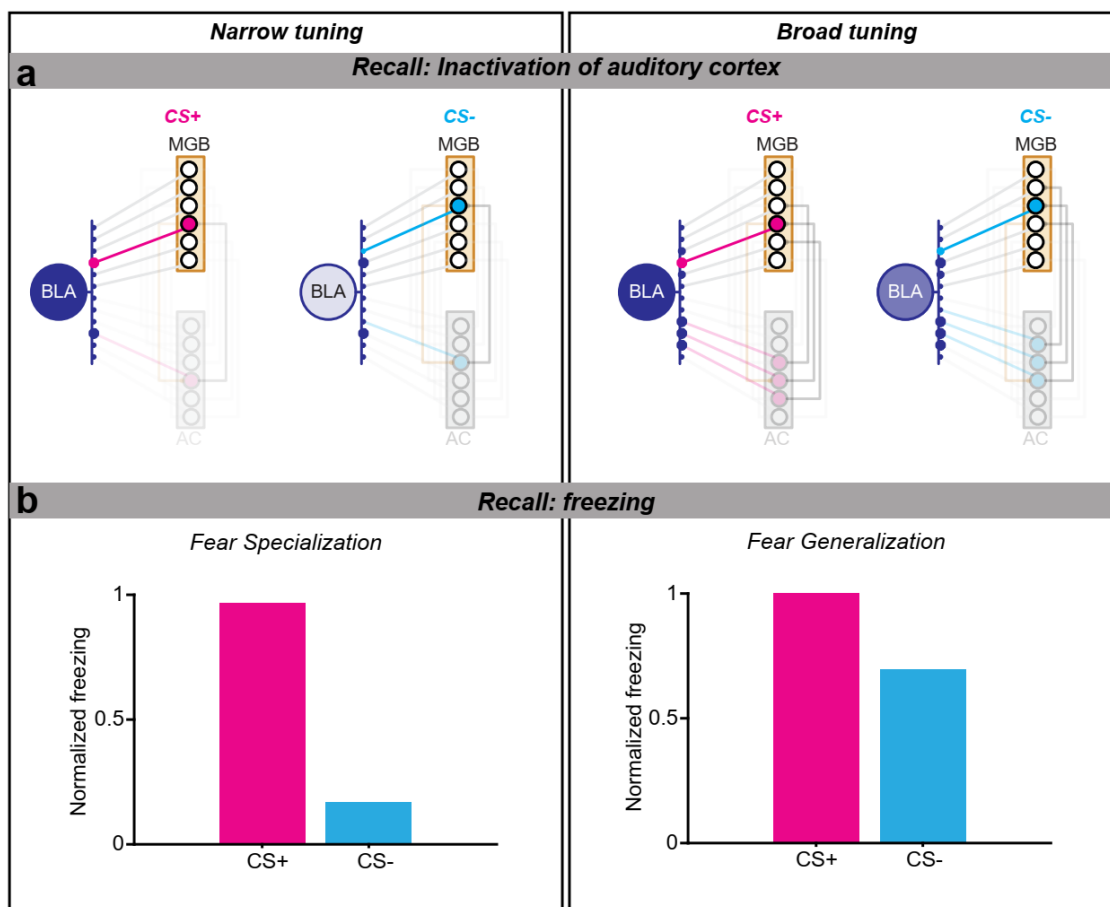 Narrow tuning
Broad tuning
a
Recall: Inactivation of auditory cortex
CS+
MGB
BLA
AC
CS-
MGB
BLA
AC
CS+
MGB
BLA
AC
CS-
MGB
BLA
AC
b
Recall: freezing
Fear Specialization
Normalized freezing
1
0.5
0
CS+
CS-
Fear Generalization
Normalized freezing
1
0.5
0
CS+
CS-